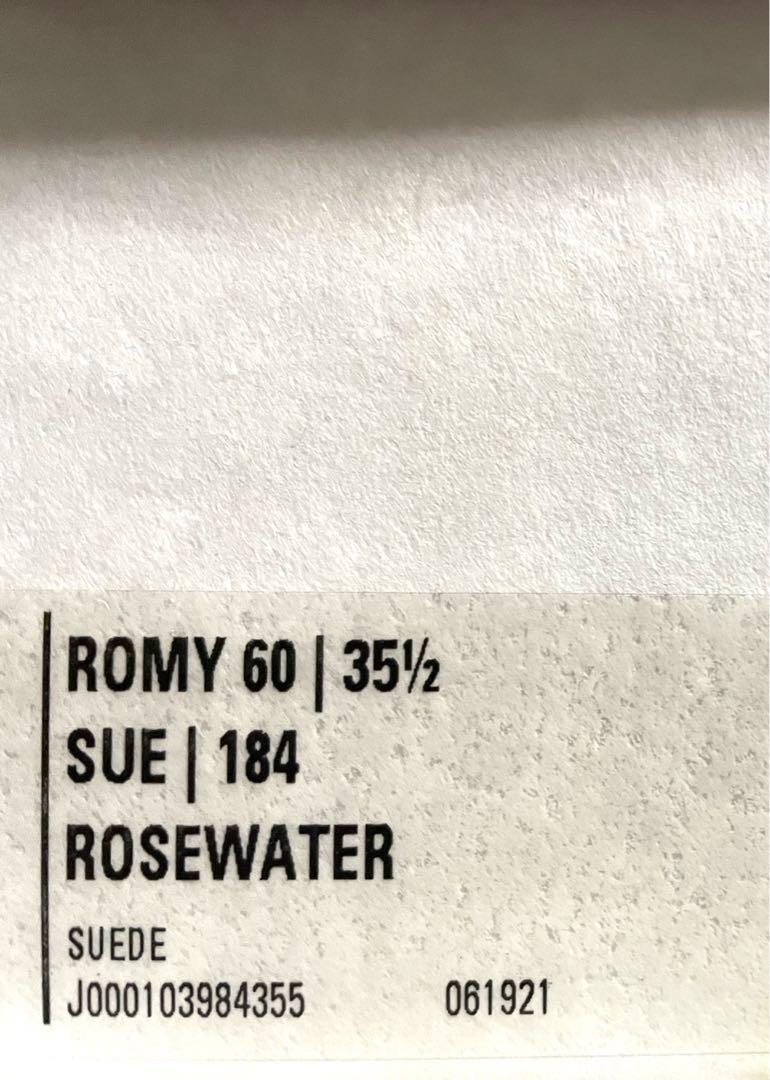 ROMY 60 | 35½
SUE | 184
ROSEWATER
SUEDE
J000103984355 061921